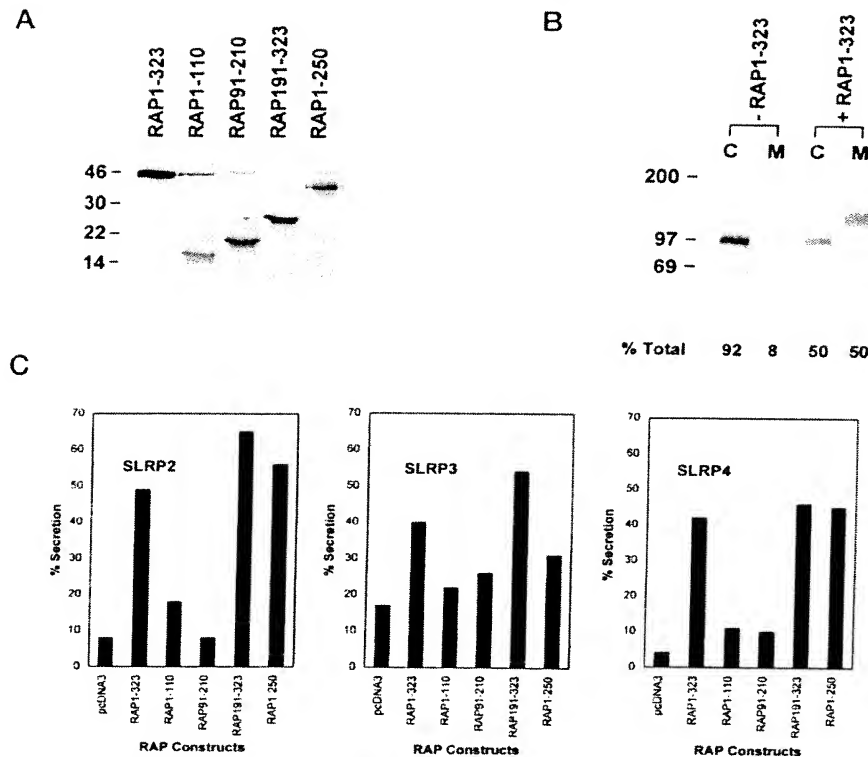 A
RAP1-323
RAP1-110
RAP91-210
RAP191-323
RAP1-250
46 –
30 –
22 –
14 –
B
- RAP1-323
+ RAP1-323
C M C M
200 –
97 –
69 –
% Total 92 8 50 50
C
70
60
50
40
30
20
10
0
% Secretion
SLRP2
pcDNA3
RAP1-323
RAP1-110
RAP91-210
RAP191-323
RAP1-250
RAP Constructs
70
60
50
40
30
20
10
0
% Secretion
SLRP3
pcDNA3
RAP1-323
RAP1-110
RAP91-210
RAP191-323
RAP1-250
RAP Constructs
70
60
50
40
30
20
10
0
% Secretion
SLRP4
pcDNA3
RAP1-323
RAP1-110
RAP91-210
RAP191-323
RAP1-250
RAP Constructs